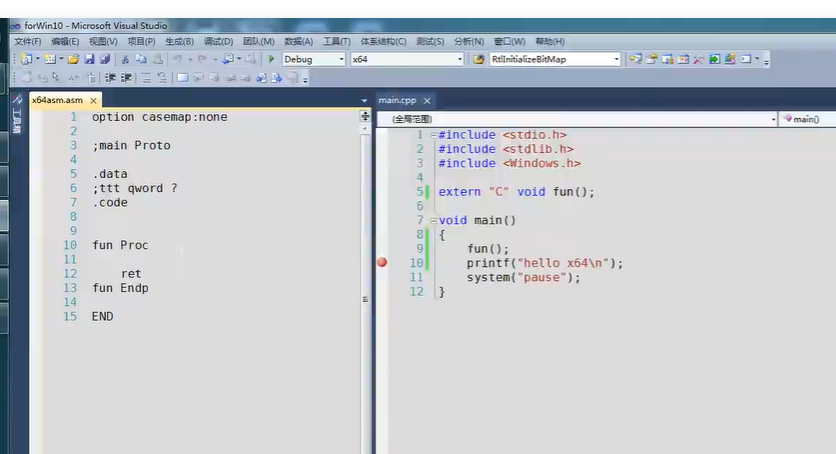 forWin10 - Microsoft Visual Studio
文件(F) 编辑(E) 视图(V) 项目(P) 生成(B) 调试(D) 团队(M) 数据(A) 工具(T) 体系结构(C) 测试(S) 分析(N) 窗口(W) 帮助(H)
Debug x64 RtlInitializeBitMap
工具箱
x64asm.asm
1 option casemap:none
2
3 ;main Proto
4
5 .data
6 ;ttt qword ?
7 .code
8
9
10 fun Proc
11
12 ret
13 fun Endp
14
15 END
main.cpp
(全局范围) main()
1 #include <stdio.h>
2 #include <stdlib.h>
3 #include <Windows.h>
4
5 extern "C" void fun();
6
7 void main()
8 {
9 fun();
10 printf("hello x64\n");
11 system("pause");
12 }